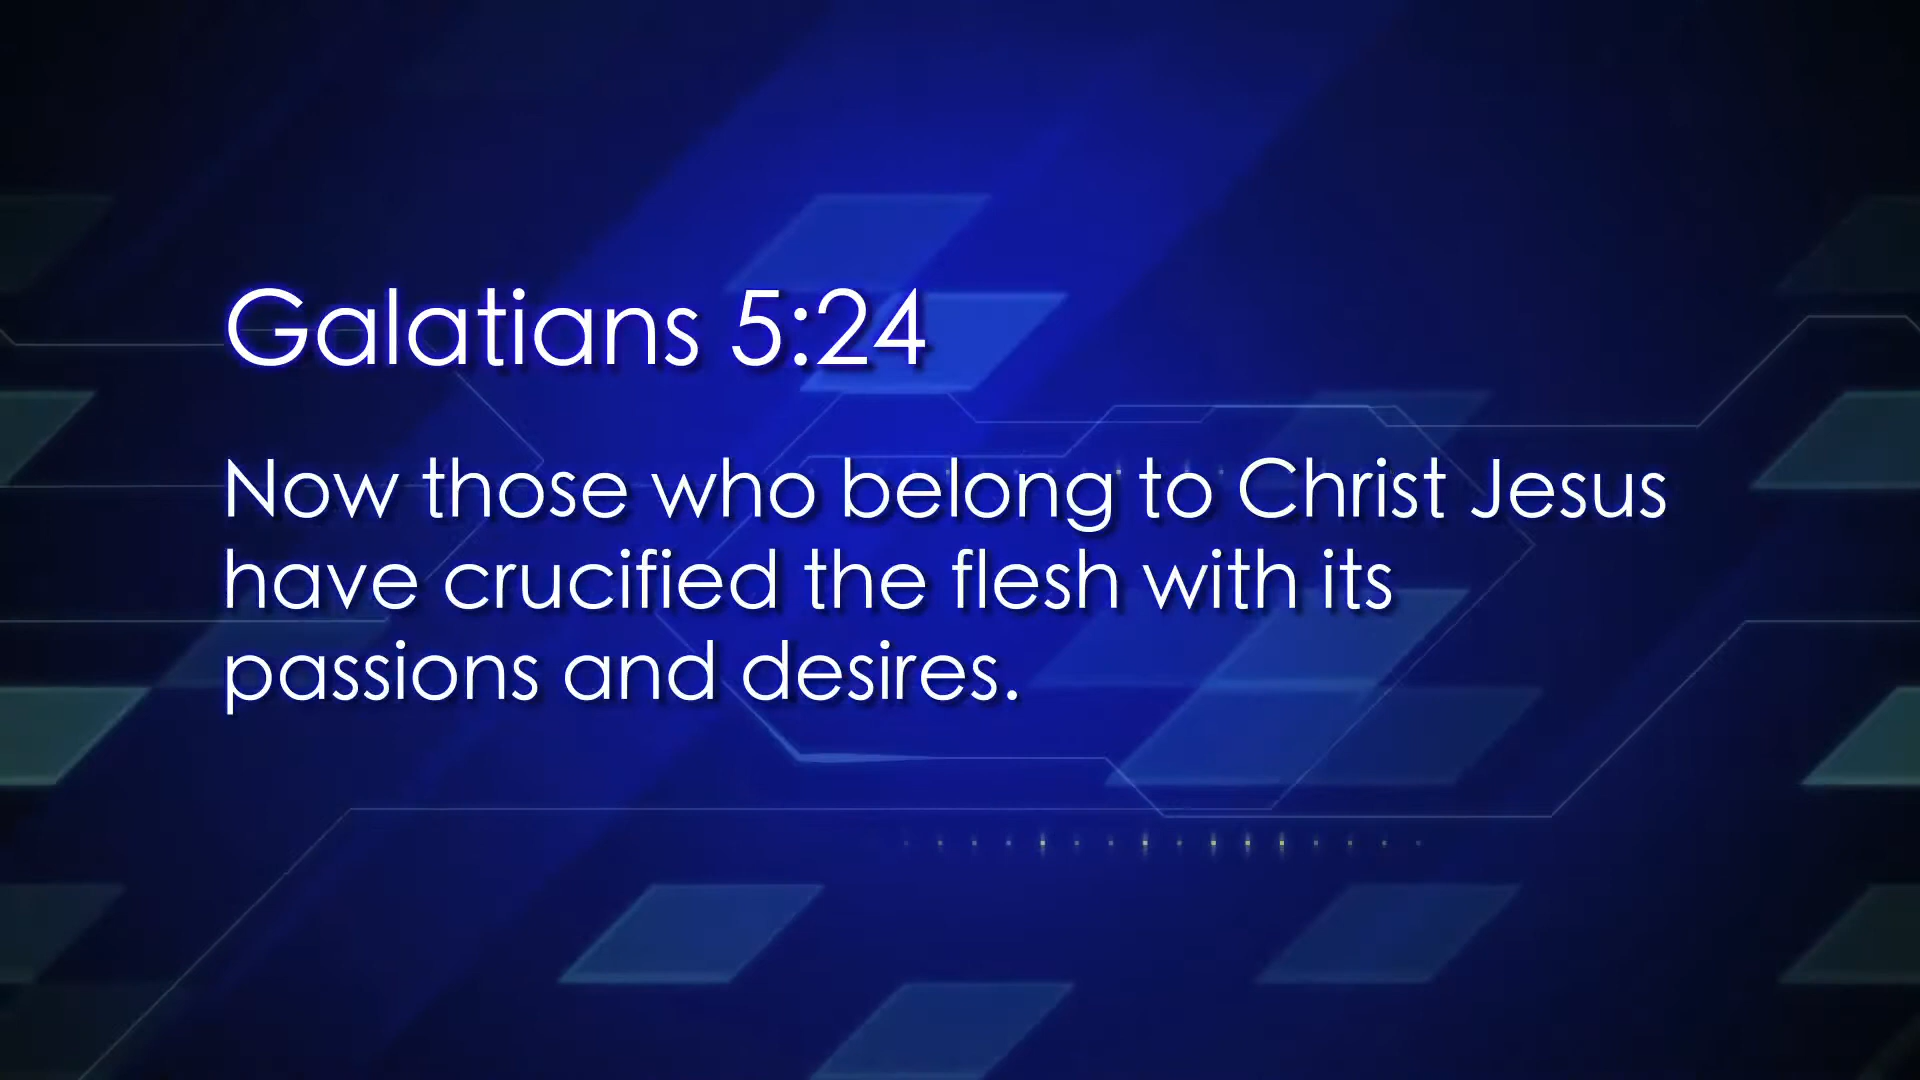 Galatians 5:24
Now those who belong to Christ Jesus
have crucified the flesh with its
passions and desires.